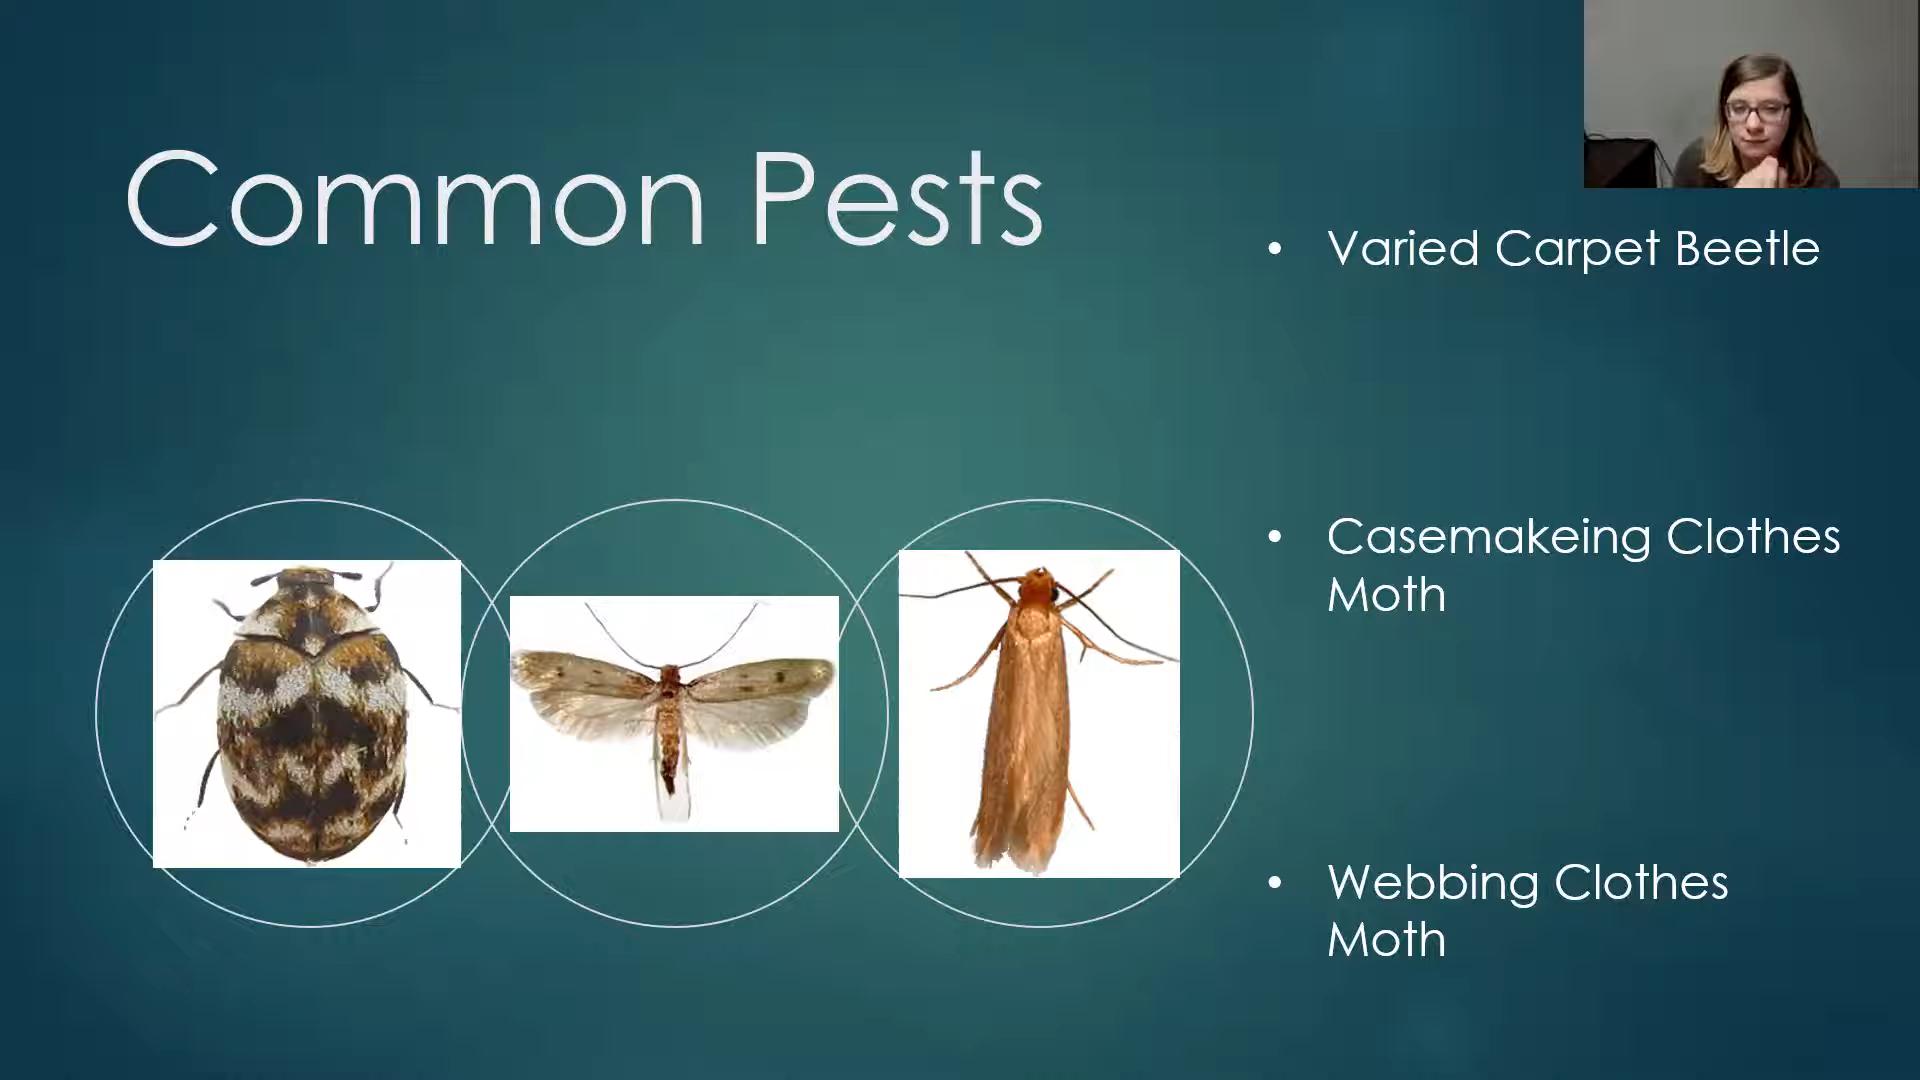 Common Pests
• Varied Carpet Beetle
• Casemakeing Clothes
Moth
• Webbing Clothes
Moth